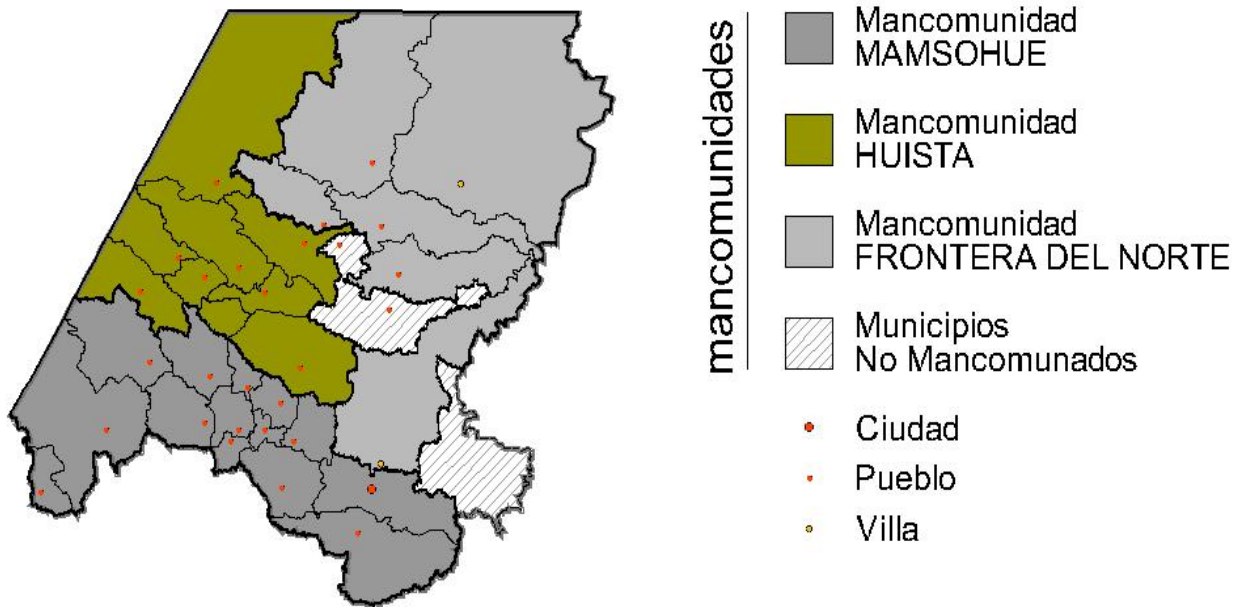 mancomunidades
Mancomunidad
MAMSOHUE
Mancomunidad
HUISTA
Mancomunidad
FRONTERA DEL NORTE
Municipios
No Mancomunados
Ciudad
Pueblo
Villa